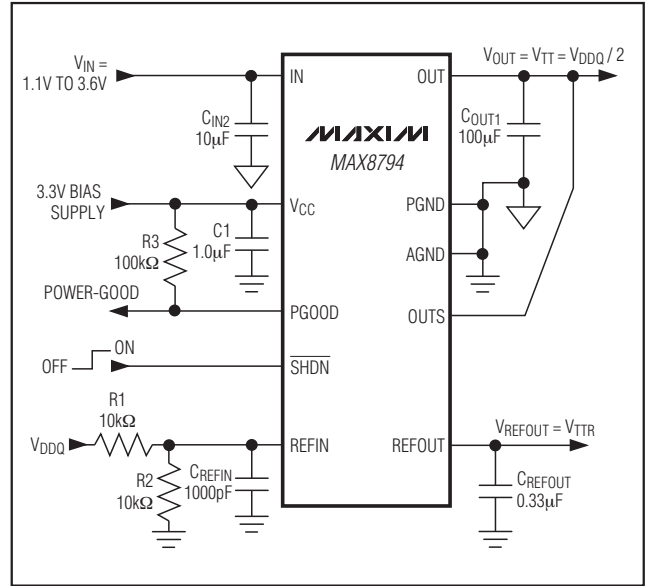 VIN =
1.1V TO 3.6V
IN
CIN2
10µF
3.3V BIAS
SUPPLY
VCC
R3
100kΩ
C1
1.0µF
POWER-GOOD
PGOOD
OFF
ON
SHDN
R1
10kΩ
VDDQ
REFIN
R2
10kΩ
CREFIN
1000pF
MAXIM
MAX8794
OUT
VOUT = VTT = VDDQ / 2
COUT1
100µF
PGND
AGND
OUTS
REFOUT
VREFOUT = VTTR
CREFOUT
0.33µF